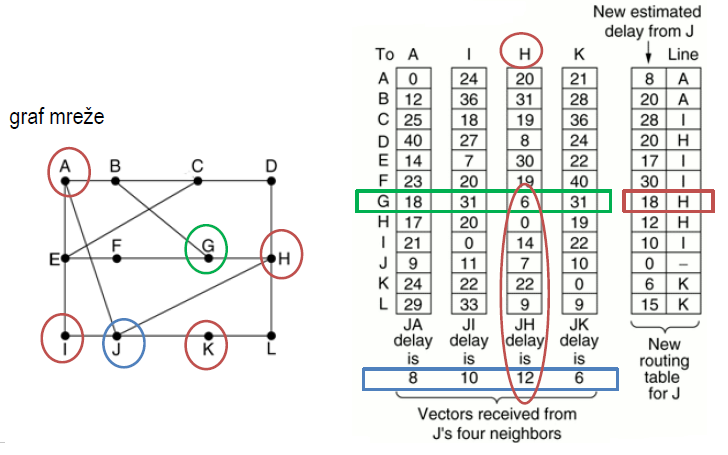 graf mreže
A B C D
E F G H
I J K L
New estimated
delay from J
To A I H K Line
A 0 24 20 21 8 A
B 12 36 31 28 20 A
C 25 18 19 36 28 I
D 40 27 8 24 20 H
E 14 7 30 22 17 I
F 23 20 19 40 30 I
G 18 31 6 31 18 H
H 17 20 0 19 12 H
I 21 0 14 22 10 I
J 9 11 7 10 0 –
K 24 22 22 0 6 K
L 29 33 9 9 15 K
JA JI JH JK
delay delay delay delay
is is is is
8 10 12 6
Vectors received from
J's four neighbors
New
routing
table
for J